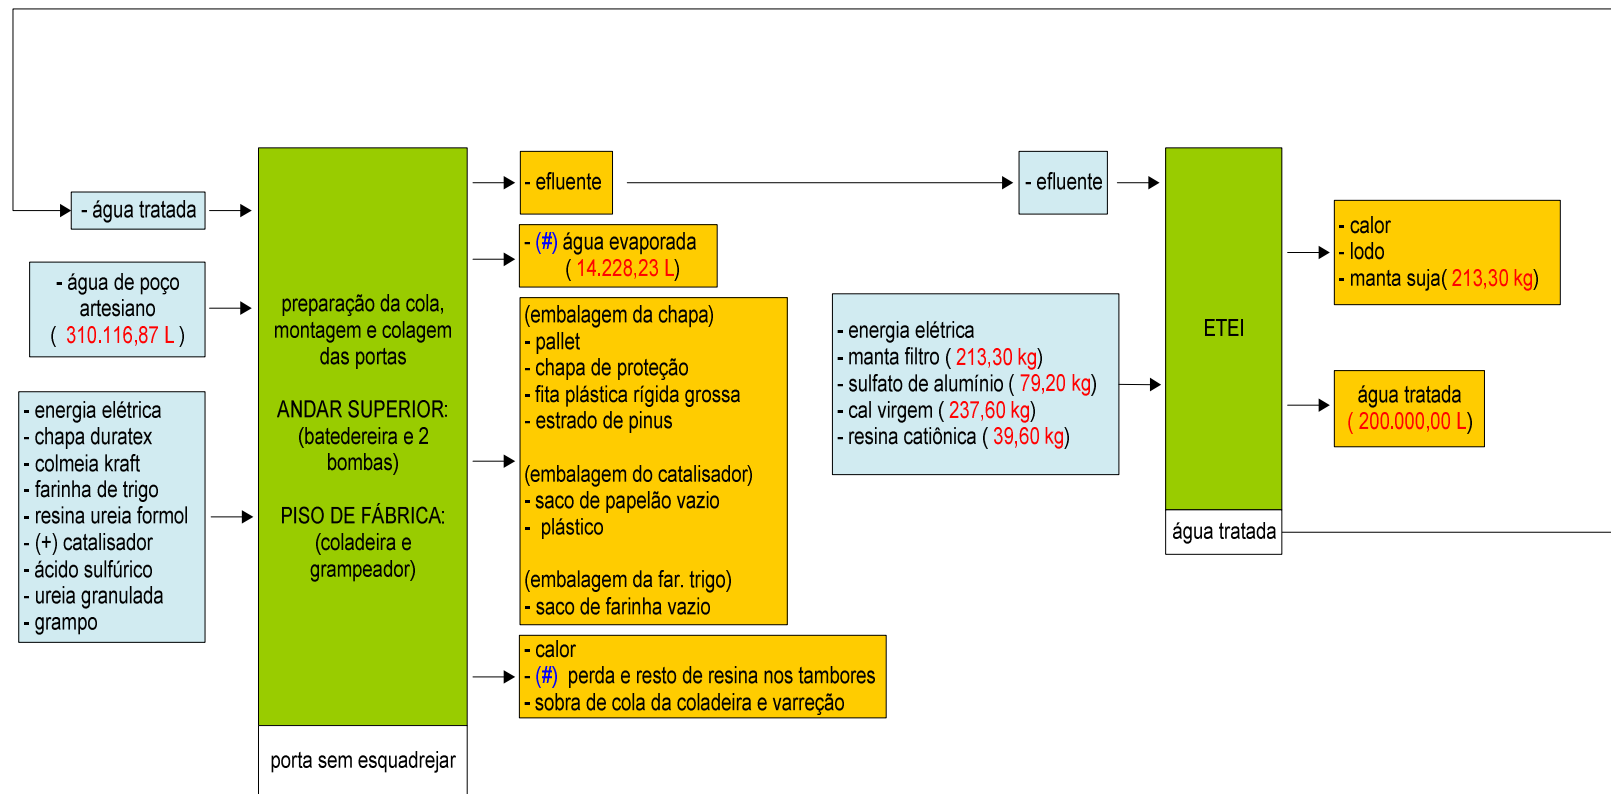 - água tratada
- água de poço
artesiano
( 310.116,87 L )
- energia elétrica
- chapa duratex
- colmeia kraft
- farinha de trigo
- resina ureia formol
- (+) catalisador
- ácido sulfúrico
- ureia granulada
- grampo
preparação da cola,
montagem e colagem
das portas
ANDAR SUPERIOR:
(batedereira e 2
bombas)
PISO DE FÁBRICA:
(coladeira e
grampeador)
porta sem esquadrejar
- efluente
- (#) água evaporada
( 14.228,23 L)
(embalagem da chapa)
- pallet
- chapa de proteção
- fita plástica rígida grossa
- estrado de pinus
(embalagem do catalisador)
- saco de papelão vazio
- plástico
(embalagem da far. trigo)
- saco de farinha vazio
- calor
- (#) perda e resto de resina nos tambores
- sobra de cola da coladeira e varreção
- efluente
- energia elétrica
- manta filtro ( 213,30 kg)
- sulfato de alumínio ( 79,20 kg)
- cal virgem ( 237,60 kg)
- resina catiônica ( 39,60 kg)
ETEI
água tratada
- calor
- lodo
- manta suja( 213,30 kg)
água tratada
( 200.000,00 L)